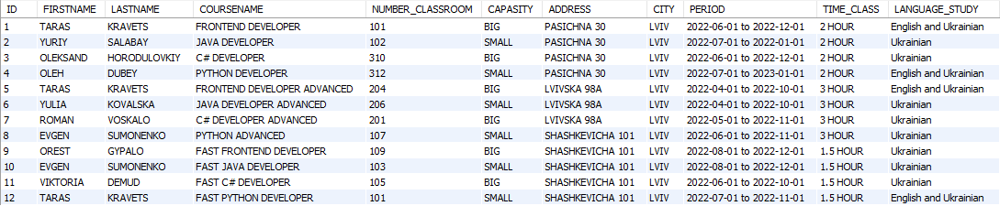 ID FIRSTNAME LASTNAME COURSENAME NUMBER_CLASSROOM CAPASITY ADDRESS CITY PERIOD TIME_CLASS LANGUAGE_STUDY
1 TARAS KRAVETS FRONTEND DEVELOPER 101 BIG PASICHNA 30 LVIV 2022-06-01 to 2022-12-01 2 HOUR English and Ukrainian
2 YURIY SALABAY JAVA DEVELOPER 102 SMALL PASICHNA 30 LVIV 2022-07-01 to 2022-01-01 2 HOUR Ukrainian
3 OLEKSAND HORODULOVKIY C# DEVELOPER 310 BIG PASICHNA 30 LVIV 2022-06-01 to 2022-12-01 2 HOUR Ukrainian
4 OLEH DUBEY PYTHON DEVELOPER 312 SMALL PASICHNA 30 LVIV 2022-07-01 to 2023-01-01 2 HOUR English and Ukrainian
5 TARAS KRAVETS FRONTEND DEVELOPER ADVANCED 204 BIG LVIVSKA 98A LVIV 2022-04-01 to 2022-10-01 3 HOUR English and Ukrainian
6 YULIA KOVALSKA JAVA DEVELOPER ADVANCED 206 SMALL LVIVSKA 98A LVIV 2022-04-01 to 2022-10-01 3 HOUR Ukrainian
7 ROMAN VOSKALO C# DEVELOPER ADVANCED 201 BIG LVIVSKA 98A LVIV 2022-05-01 to 2022-11-01 3 HOUR Ukrainian
8 EVGEN SUMONENKO PYTHON ADVANCED 107 SMALL SHASHKEVICHA 101 LVIV 2022-06-01 to 2022-11-01 3 HOUR Ukrainian
9 OREST GYPALO FAST FRONTEND DEVELOPER 109 BIG SHASHKEVICHA 101 LVIV 2022-08-01 to 2022-12-01 1.5 HOUR Ukrainian
10 EVGEN SUMONENKO FAST JAVA DEVELOPER 103 SMALL SHASHKEVICHA 101 LVIV 2022-08-01 to 2022-12-01 1.5 HOUR Ukrainian
11 VIKTORIA DEMUD FAST C# DEVELOPER 105 BIG SHASHKEVICHA 101 LVIV 2022-06-01 to 2022-10-01 1.5 HOUR Ukrainian
12 TARAS KRAVETS FAST PYTHON DEVELOPER 101 SMALL SHASHKEVICHA 101 LVIV 2022-07-01 to 2022-11-01 1.5 HOUR English and Ukrainian